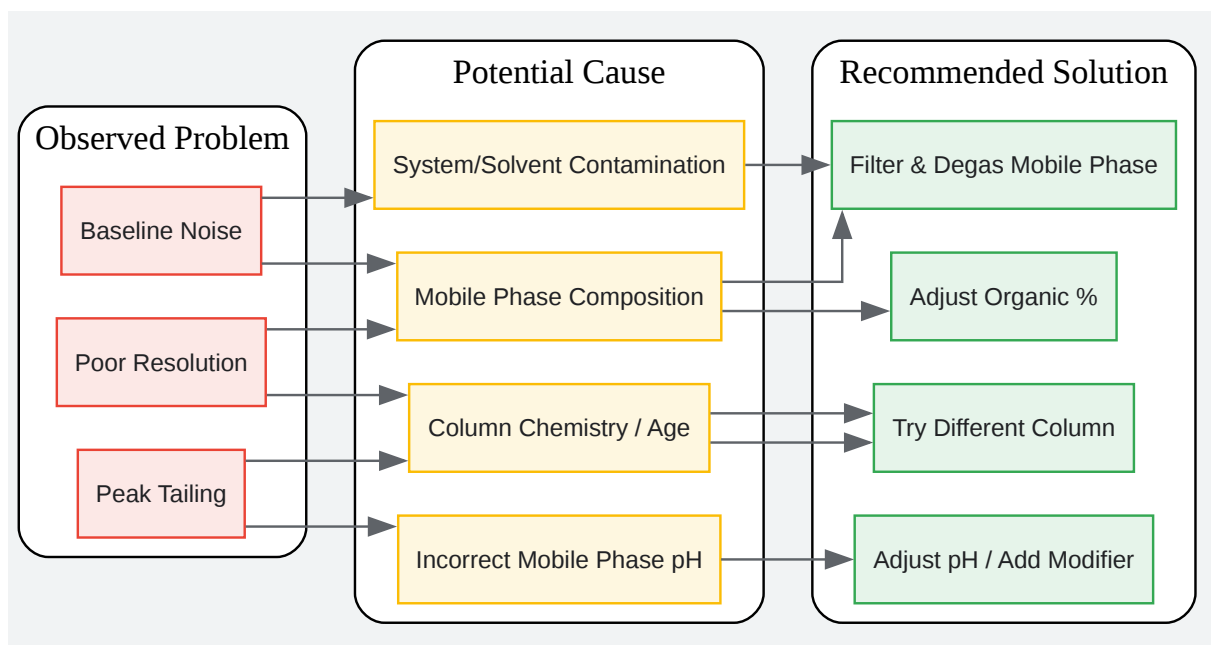 Observed Problem
Baseline Noise
Poor Resolution
Peak Tailing
Potential Cause
System/Solvent Contamination
Mobile Phase Composition
Column Chemistry / Age
Incorrect Mobile Phase pH
Recommended Solution
Filter & Degas Mobile Phase
Adjust Organic %
Try Different Column
Adjust pH / Add Modifier